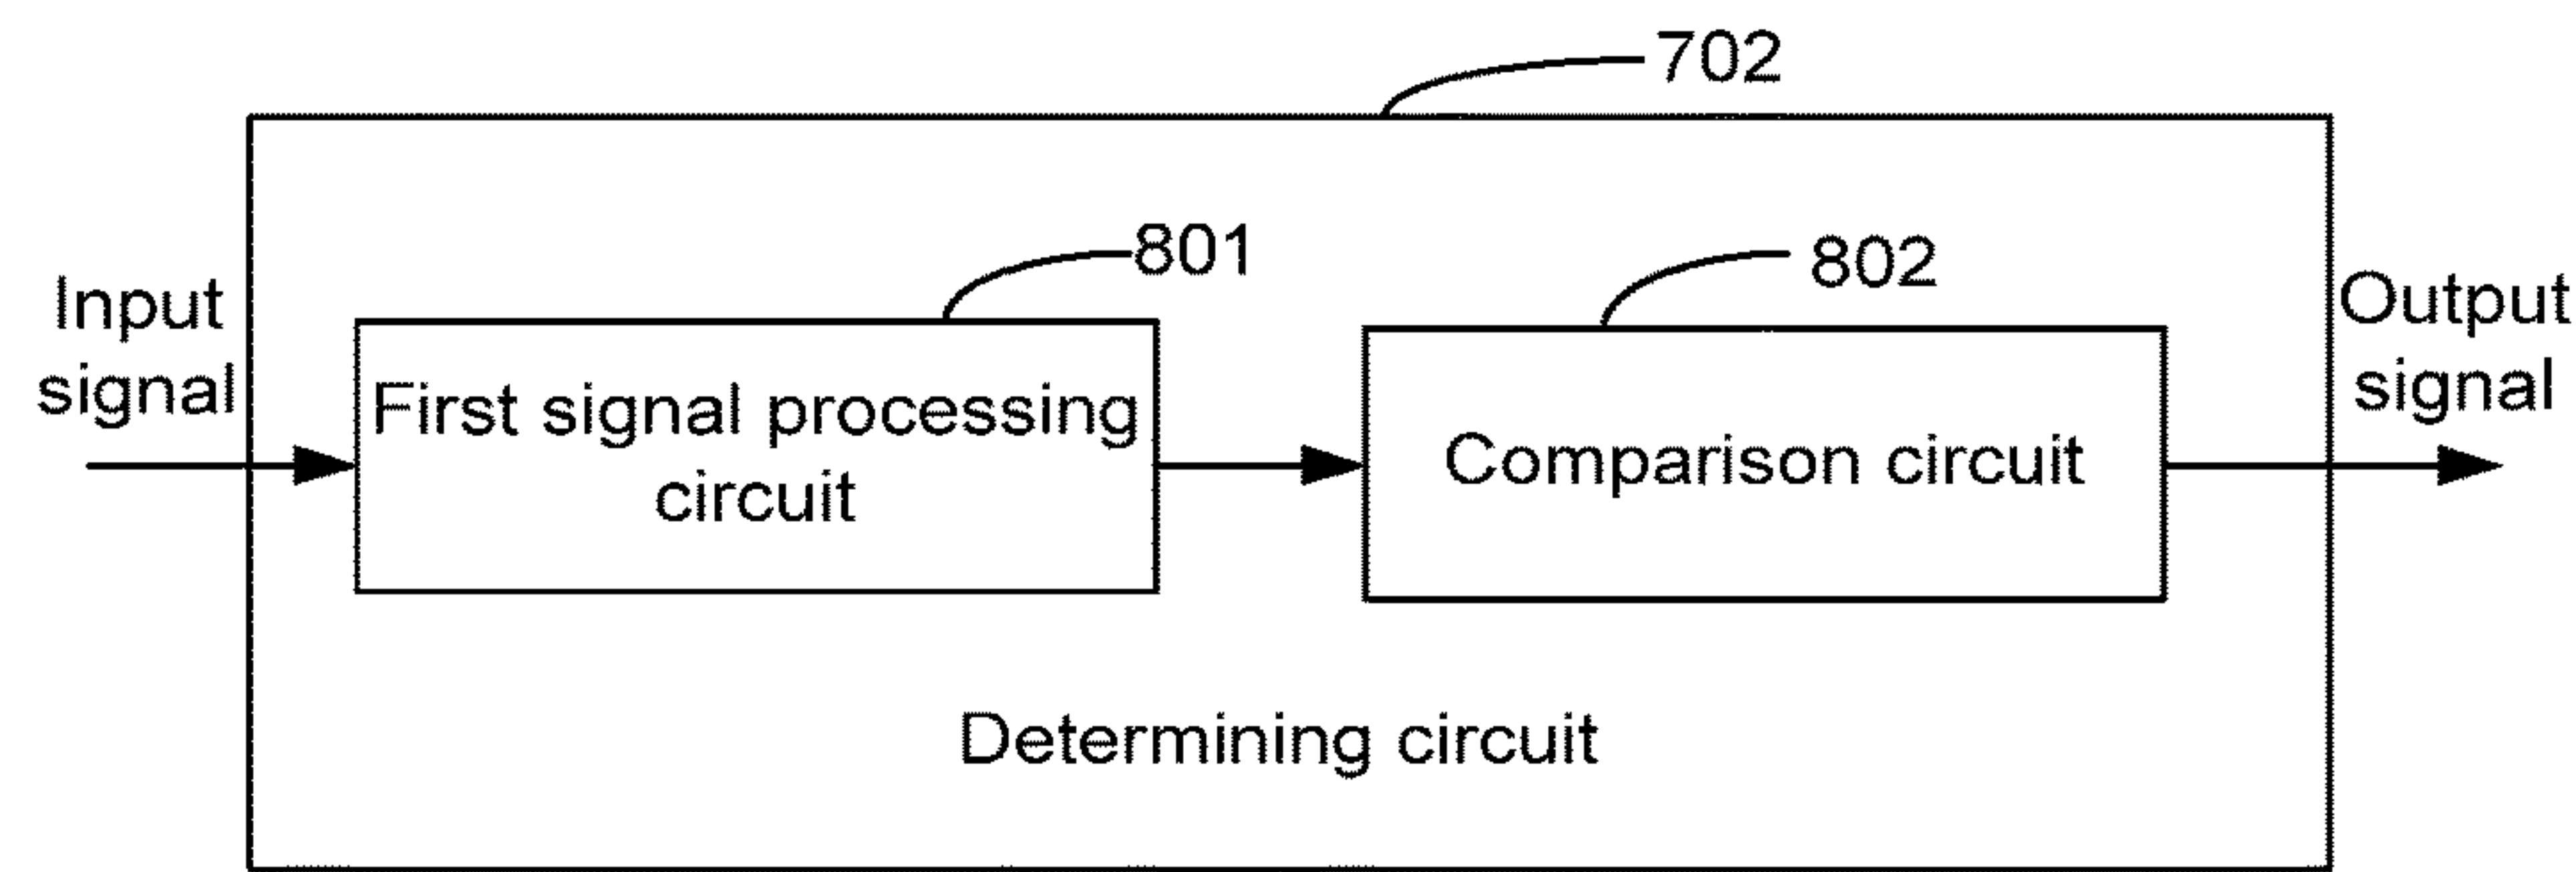 702
801
802
Input
signal
First signal processing
circuit
Comparison circuit
Output
signal
Determining circuit